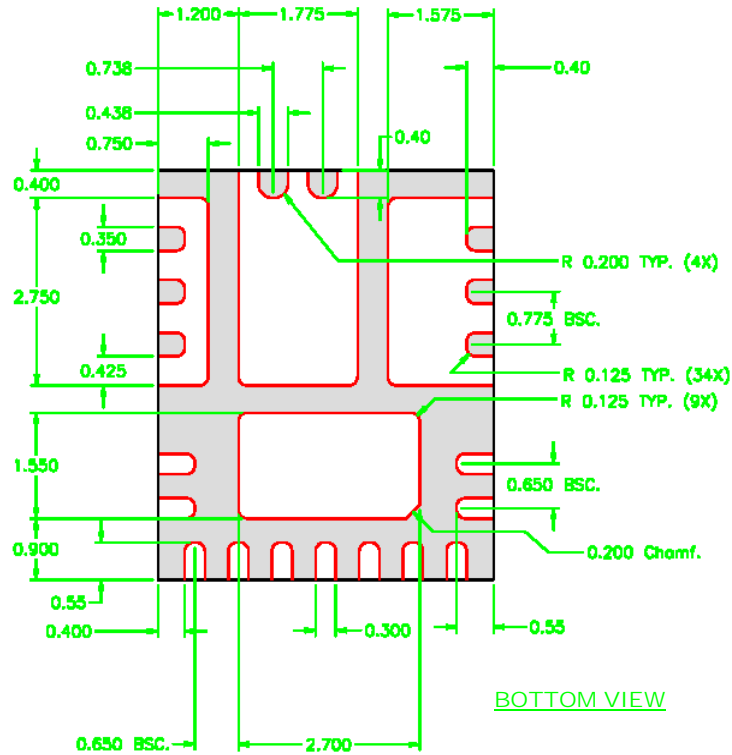 1.200 1.775 1.575
0.738 0.40
0.438
0.40
0.750
0.400
0.350
R 0.200 TYP. (4X)
2.750
0.775 BSC.
0.425
R 0.125 TYP. (34X)
R 0.125 TYP. (9X)
1.550
0.650 BSC.
0.900
0.200 Chamf.
0.55
0.400 0.300 0.55
BOTTOM VIEW
0.650 BSC. 2.700